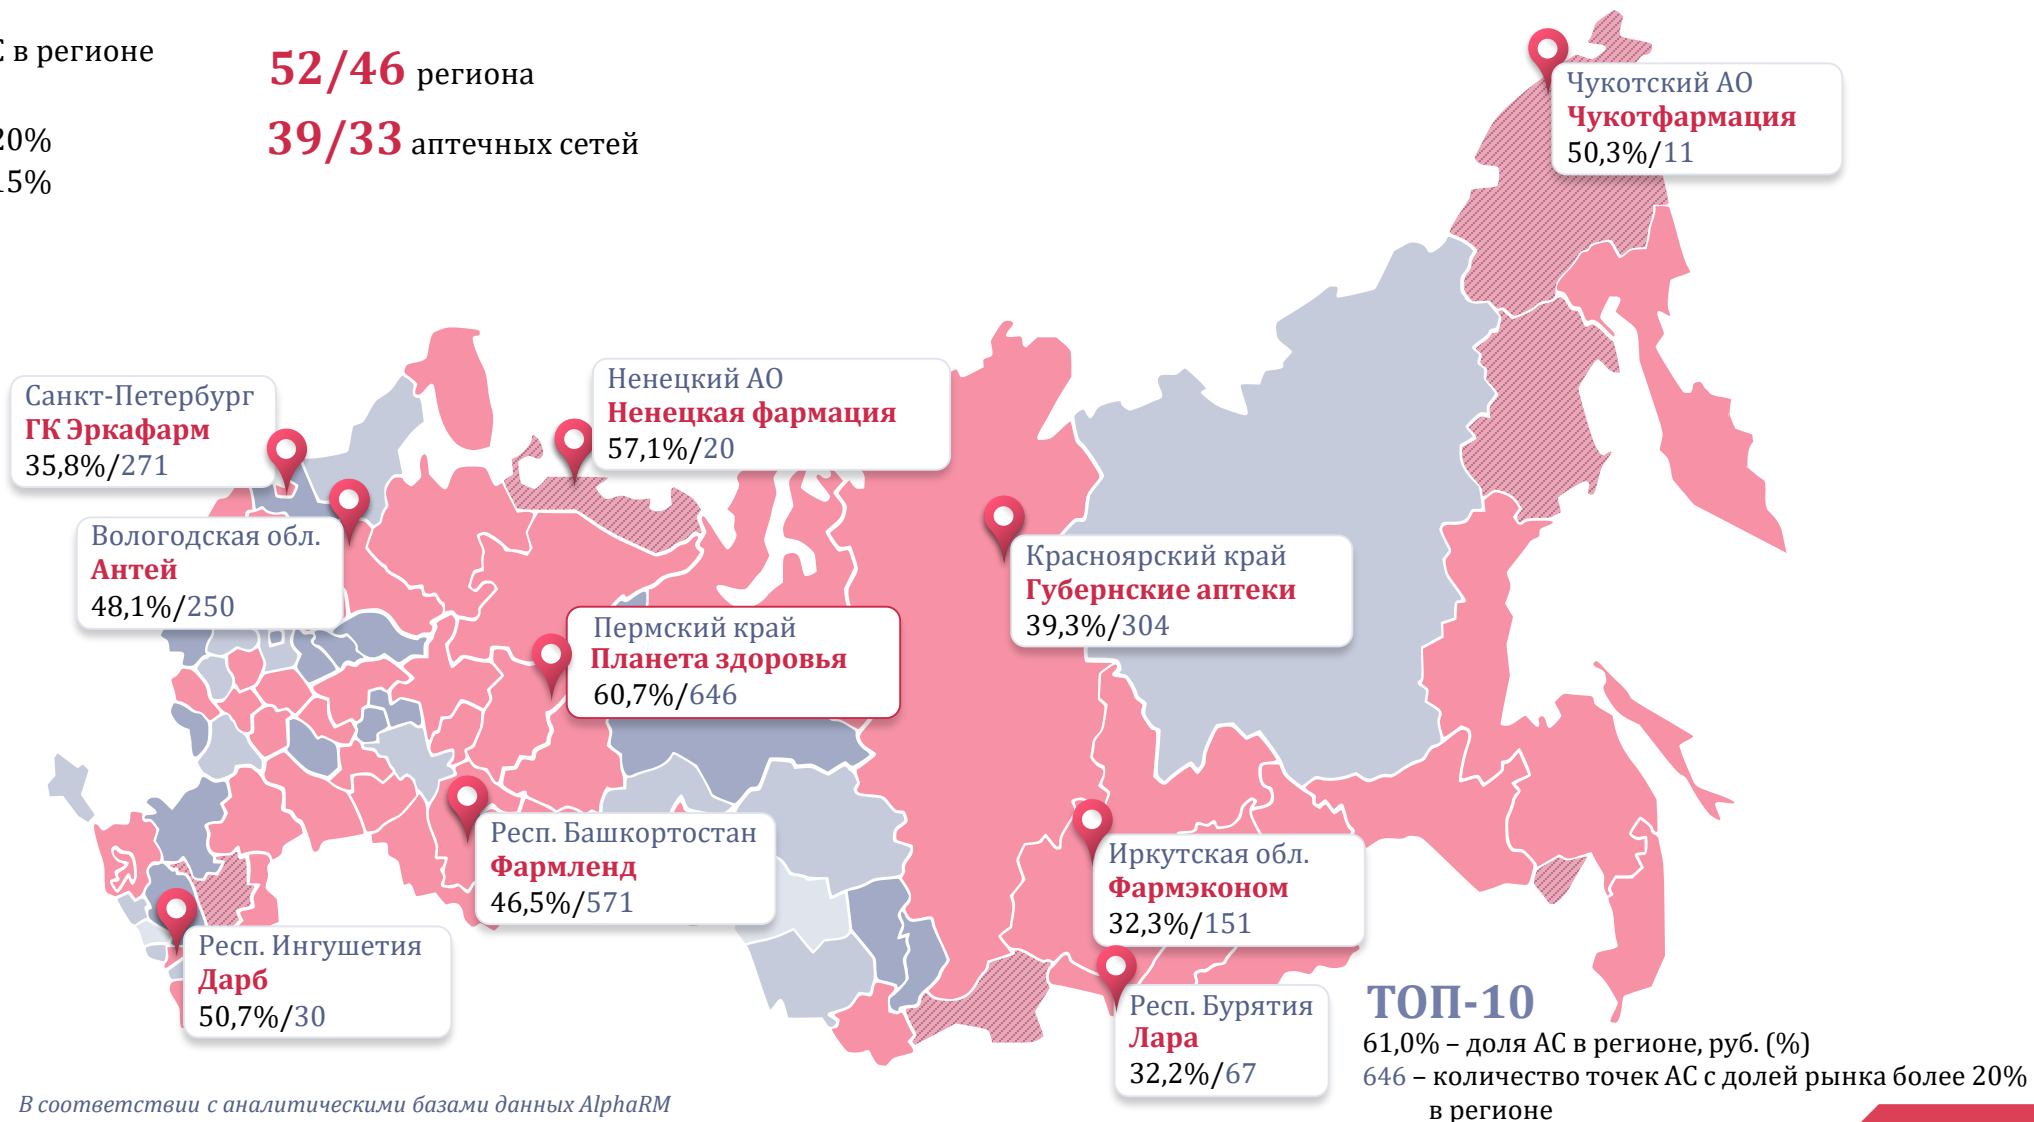 в регионе
20%
15%
52/46 региона
39/33 аптечных сетей
Чукотский АО
Чукотфармация
50,3%/11
Санкт-Петербург
ГК Эркафарм
35,8%/271
Ненецкий АО
Ненецкая фармация
57,1%/20
Вологодская обл.
Антей
48,1%/250
Красноярский край
Губернские аптеки
39,3%/304
Пермский край
Планета здоровья
60,7%/646
Респ. Башкортостан
Фармленд
46,5%/571
Иркутская обл.
Фармэконом
32,3%/151
Респ. Ингушетия
Дарб
50,7%/30
Респ. Бурятия
Лара
32,2%/67
ТОП-10
61,0% – доля АС в регионе, руб. (%)
646 – количество точек АС с долей рынка более 20%
в регионе
В соответствии с аналитическими базами данных AlphaRM